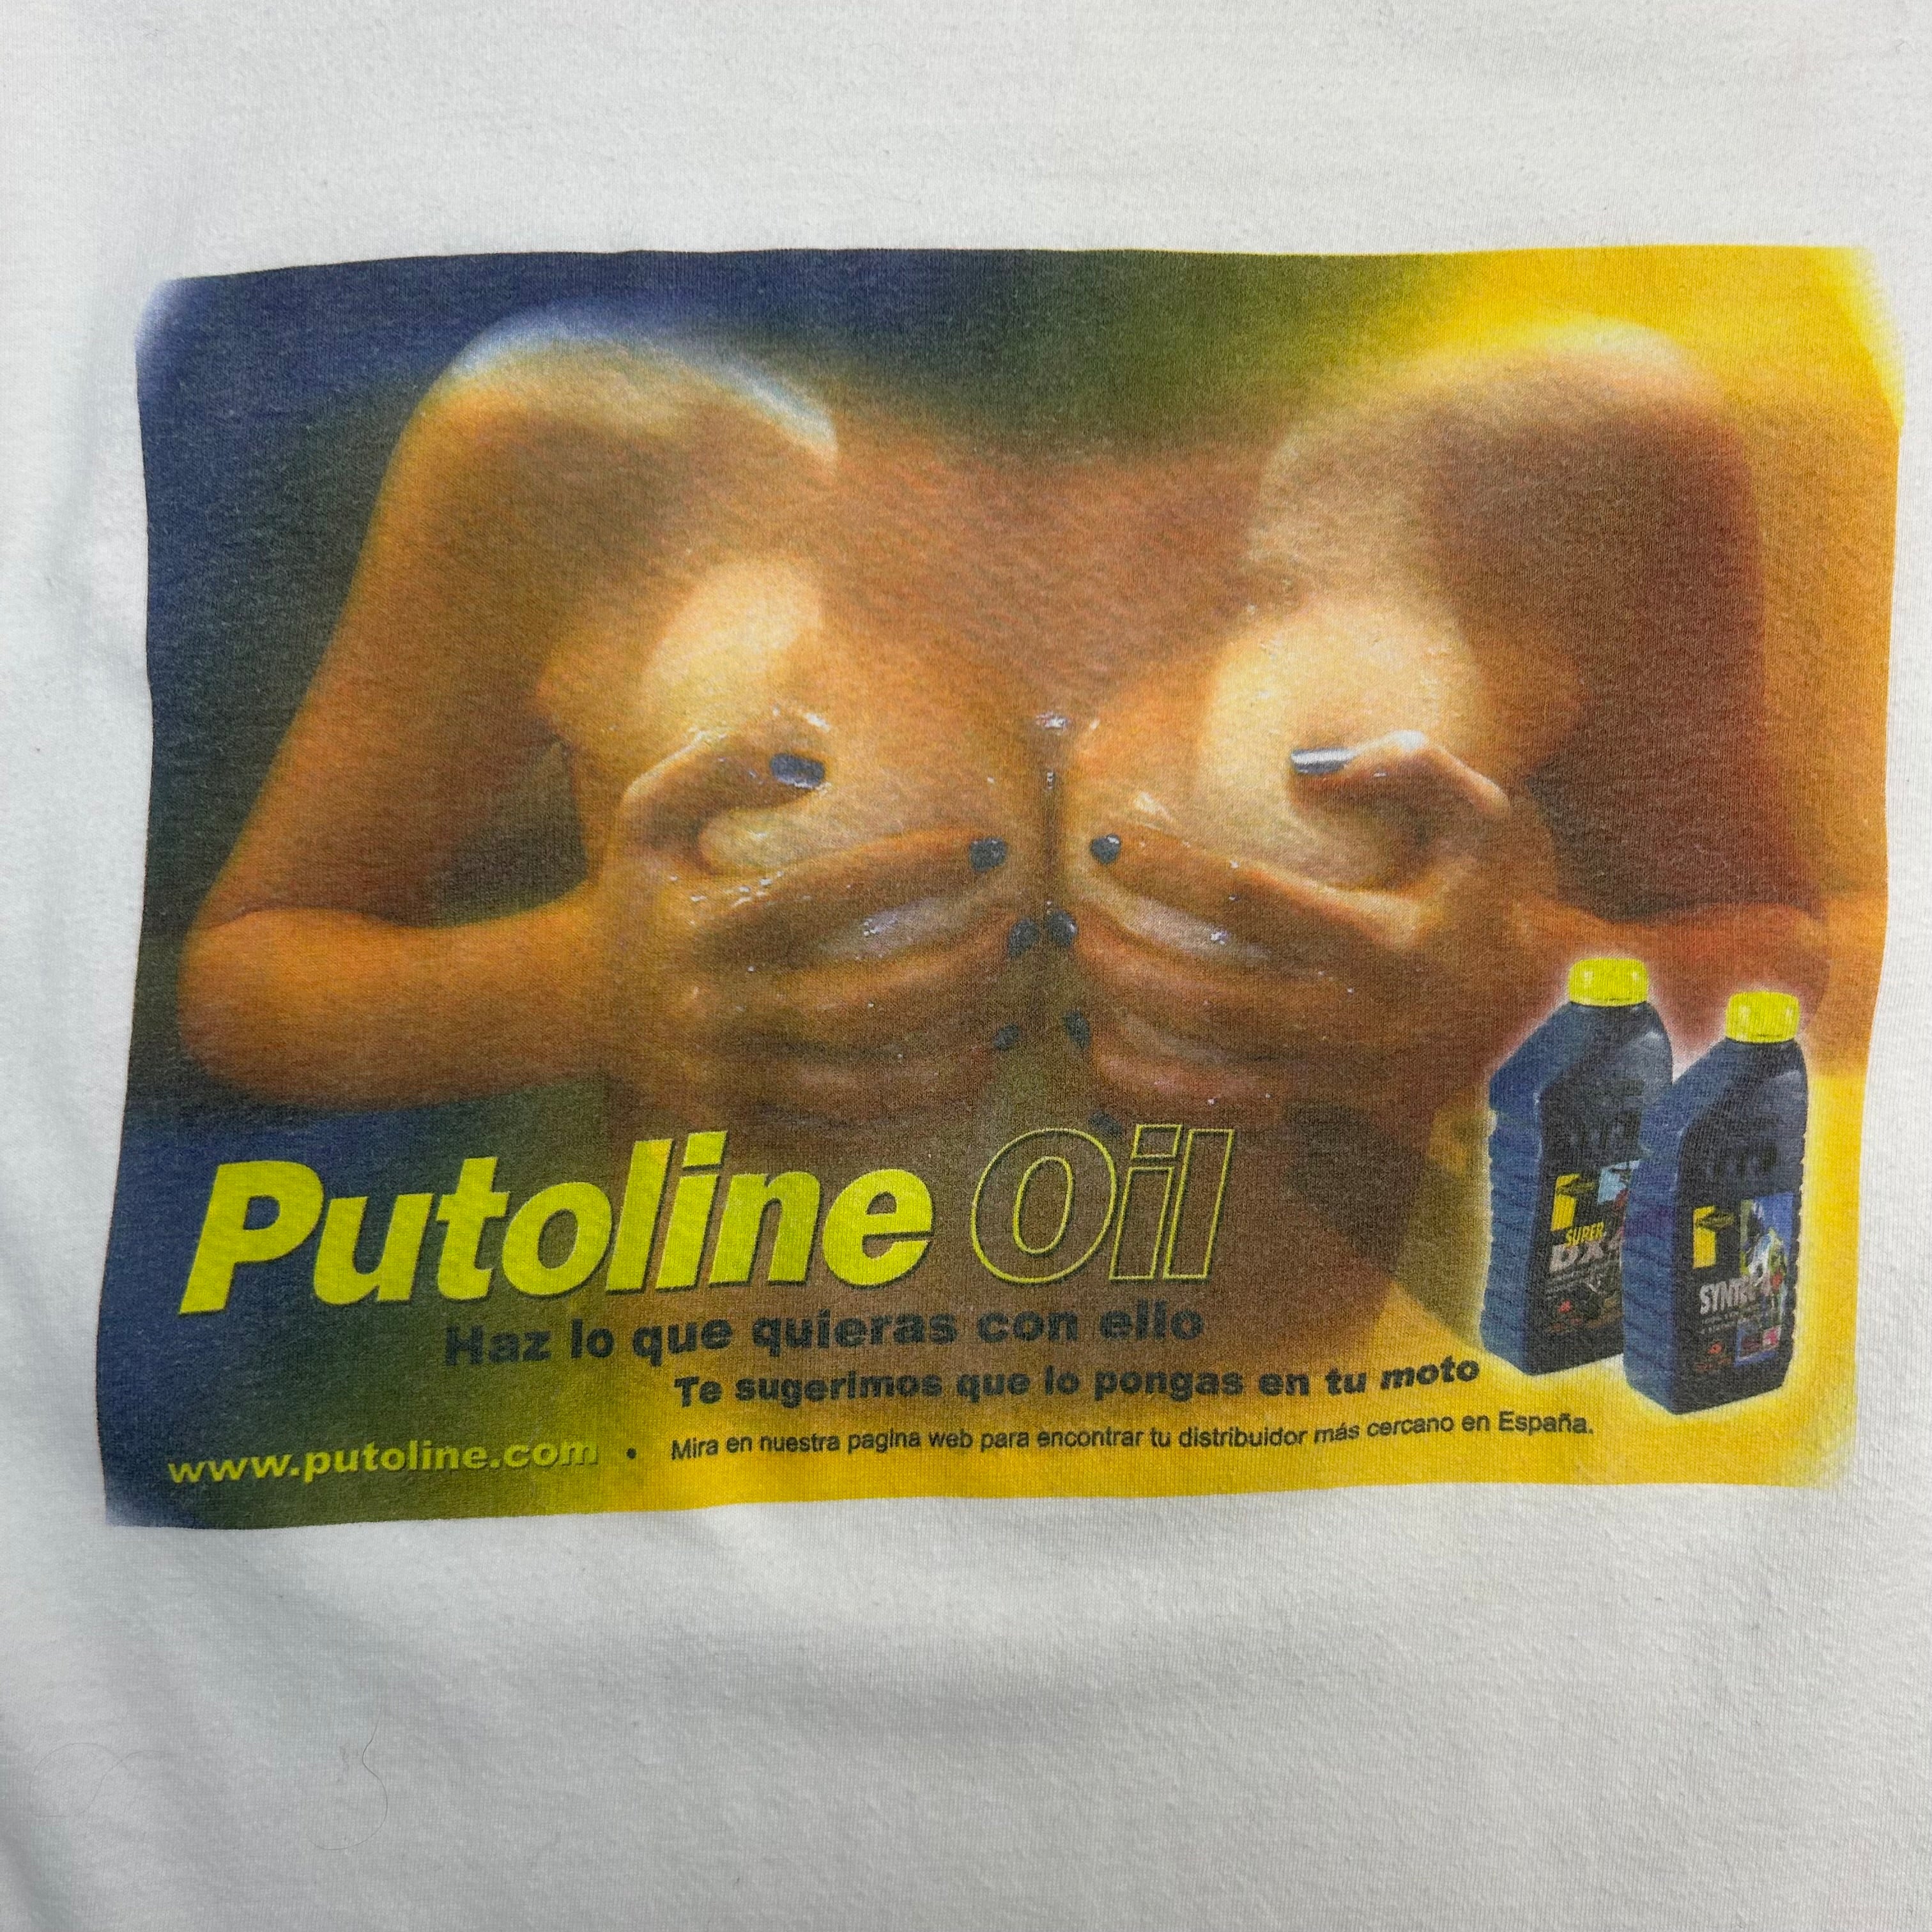 Putoline Oil
Haz lo que quieras con ello
Te sugerimos que lo pongas en tu moto
www.putoline.com • Mira en nuestra pagina web para encontrar tu distribuidor más cercano en España.
SUPER